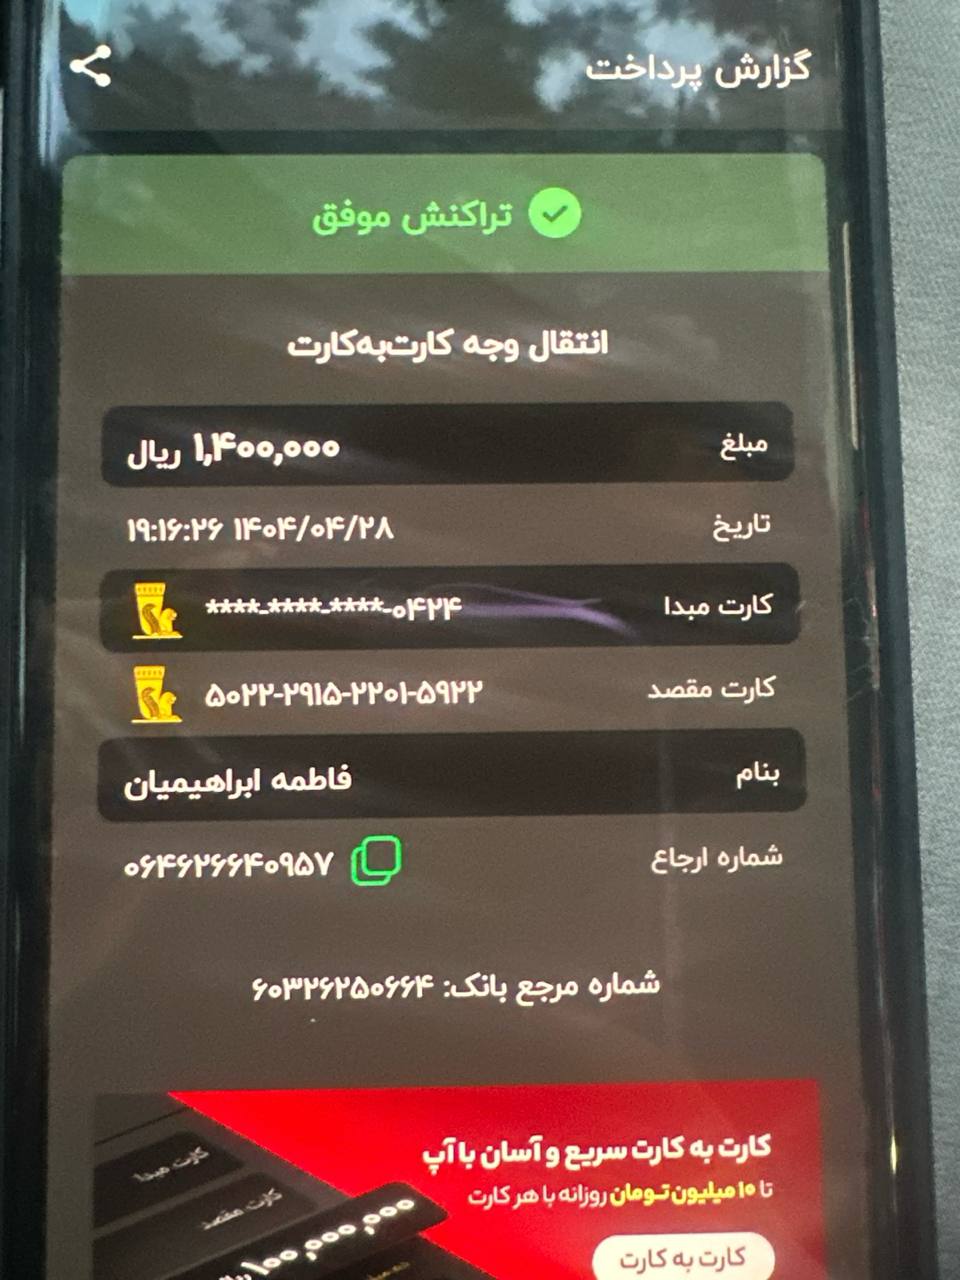 گزارش پرداخت
تراکنش موفق
انتقال وجه کارت‌به‌کارت
مبلغ ۱,۴۰۰,۰۰۰ ریال
تاریخ ۱۴۰۴/۰۴/۲۸ ۱۹:۱۶:۲۶
کارت مبدا ****-****-****-۰۴۲۴
کارت مقصد ۵۰۲۲-۲۹۱۵-۲۲۰۱-۵۹۲۲
بنام فاطمه ابراهیمیان
شماره ارجاع ۰۶۴۶۲۶۶۴۰۹۵۷
شماره مرجع بانک: ۶۰۳۲۶۲۵۰۶۶۴
کارت به کارت سریع و آسان با آپ
تا ۱۰ میلیون تـومان روزانه با هر کارت
کارت به کارت
کارت مبدا
کارت مقصد
۱۰۰,۰۰۰,۰۰۰